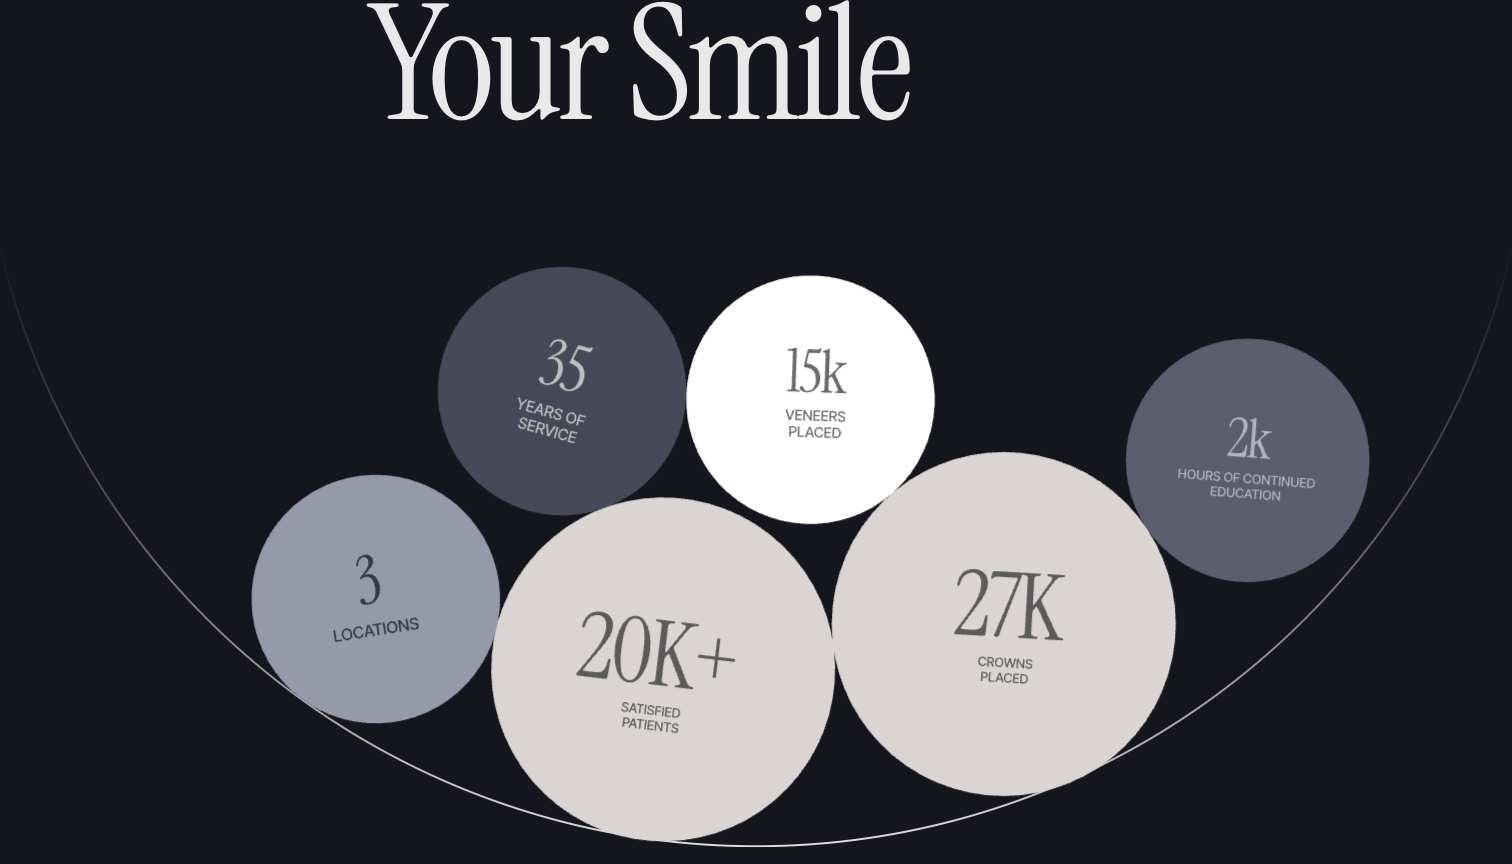 Your Smile
35
YEARS OF
SERVICE
15k
VENEERS
PLACED
2k
HOURS OF CONTINUED
EDUCATION
3
LOCATIONS
20K+
SATISFIED
PATIENTS
27K
CROWNS
PLACED